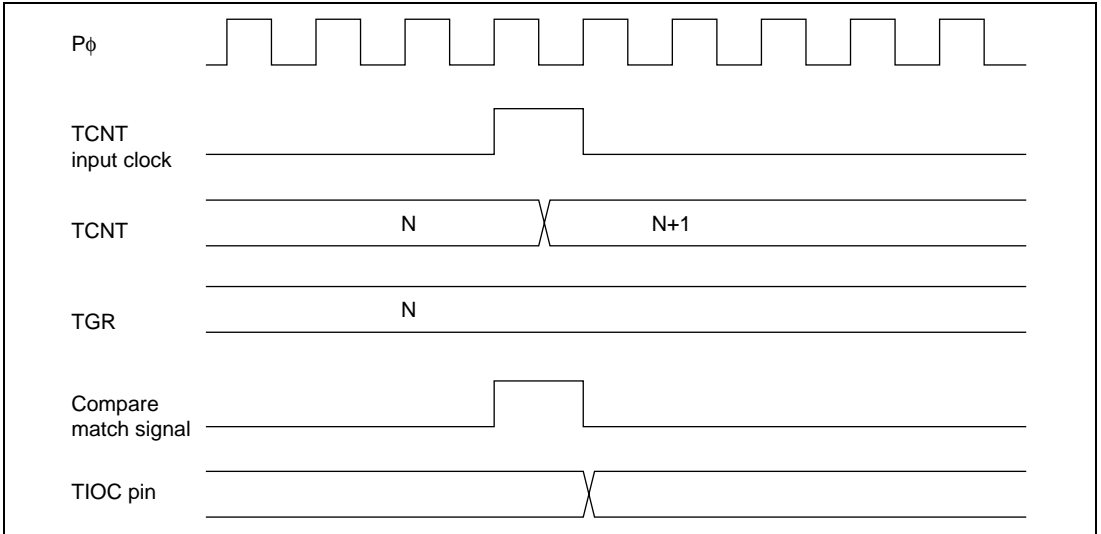 Pφ
TCNT
input clock
TCNT
N
N+1
TGR
N
Compare
match signal
TIOC pin